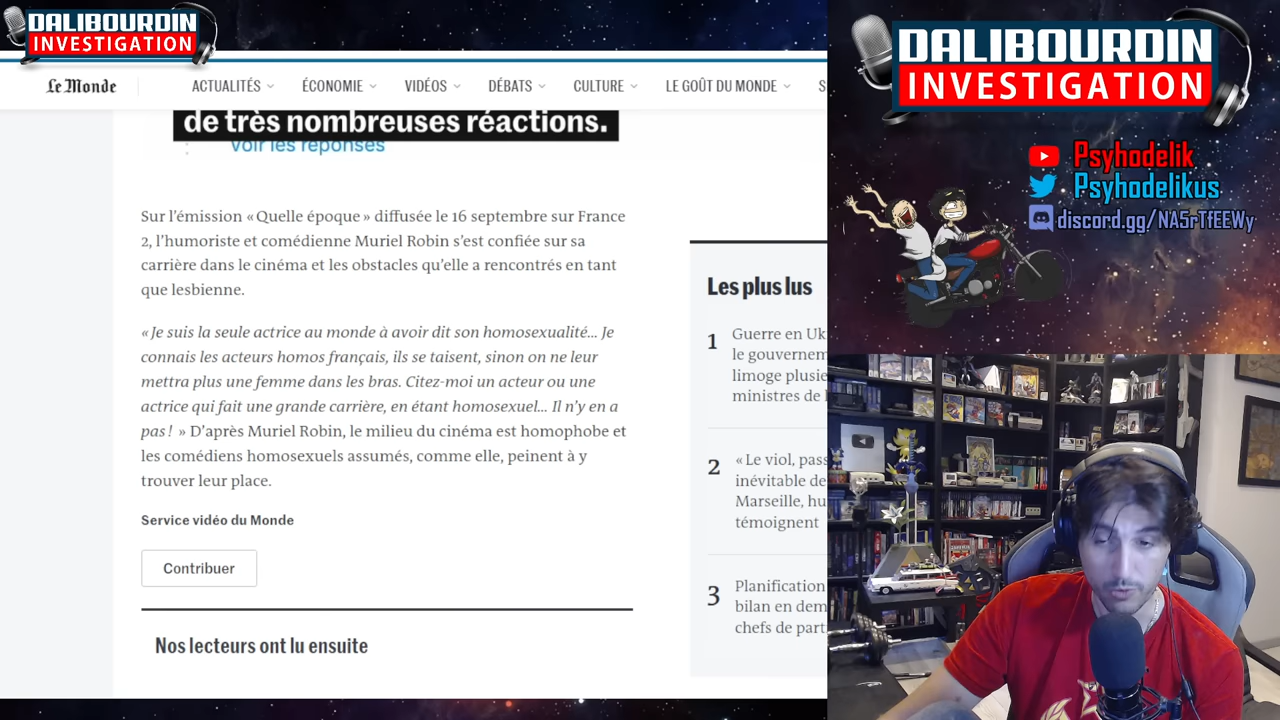 DALIBOURDIN
INVESTIGATION
Le Monde
ACTUALITÉS
ÉCONOMIE
VIDÉOS
DÉBATS
CULTURE
LE GOÛT DU MONDE
S
de très nombreuses réactions.
Voir les réponses
Sur l’émission « Quelle époque » diffusée le 16 septembre sur France
2, l’humoriste et comédienne Muriel Robin s’est confiée sur sa
carrière dans le cinéma et les obstacles qu’elle a rencontrés en tant
que lesbienne.
« Je suis la seule actrice au monde à avoir dit son homosexualité… Je
connais les acteurs homos français, ils se taisent, sinon on ne leur
mettra plus une femme dans les bras. Citez-moi un acteur ou une
actrice qui fait une grande carrière, en étant homosexuel… Il n’y en a
pas ! » D’après Muriel Robin, le milieu du cinéma est homophobe et
les comédiens homosexuels assumés, comme elle, peinent à y
trouver leur place.
Service vidéo du Monde
Contribuer
Nos lecteurs ont lu ensuite
Les plus lus
1
Guerre en Uk
le gouvernem
limoge plusie
ministres de l
2
« Le viol, pass
inévitable de
Marseille, hu
témoignent
3
Planification
bilan en dem
chefs de part
DALIBOURDIN
INVESTIGATION
Psyhodelik
Psyhodelikus
discord.gg/NA5rTfEEWy